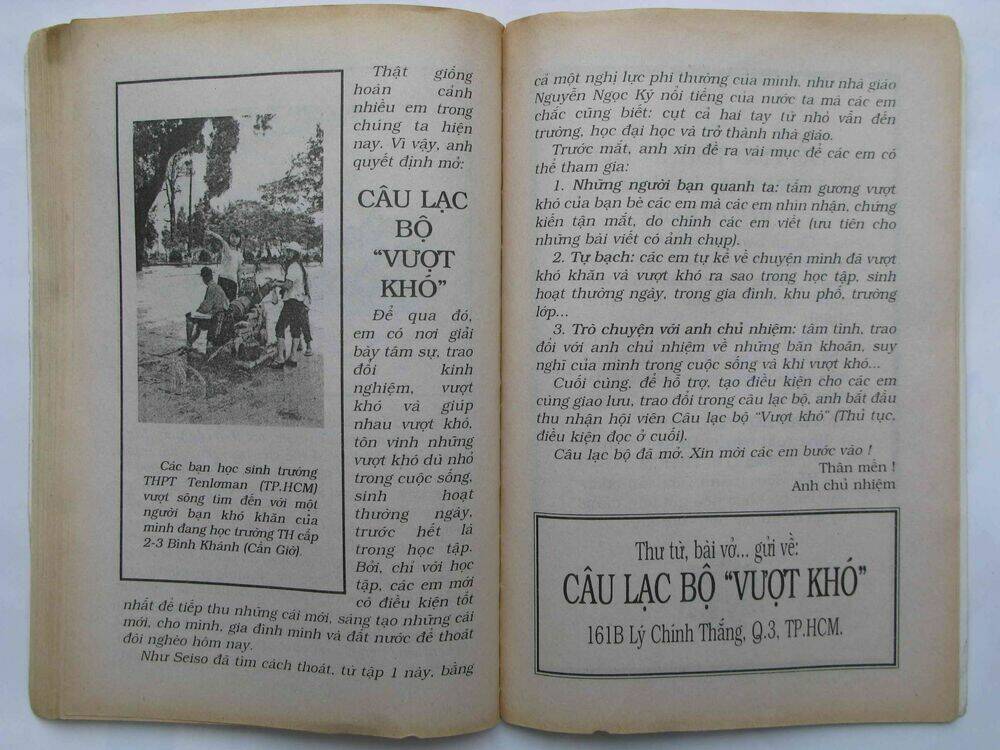 Thật giống
hoàn cảnh
nhiều em trong
chúng ta hiện
nay. Vì vậy, anh
quyết định mở:
CÂU LẠC
BỘ
“VƯỢT
KHÓ”
Để qua đó,
em có nơi giải
bày tâm sự, trao
đổi kinh
nghiệm, vượt
khó và giúp
nhau vượt khó,
tôn vinh những
vượt khó dù nhỏ
trong cuộc sống,
sinh hoạt
thường ngày,
trước hết là
trong học tập.
Bởi, chỉ với học
tập, các em mới
có điều kiện tốt
nhất để tiếp thu những cái mới, sáng tạo những cái
mới, cho mình, gia đình mình và đất nước để thoát
đói nghèo hôm nay.
Như Seiso đã tìm cách thoát, từ tập 1 này, bằng
Các bạn học sinh trường
THPT Tenlơman (TP.HCM)
vượt sông tìm đến với một
người bạn khó khăn của
mình đang học trường TH cấp
2-3 Bình Khánh (Cần Giờ).
cả một nghị lực phi thường của mình, như nhà giáo
Nguyễn Ngọc Ký nổi tiếng của nước ta mà các em
chắc cũng biết: cụt cả hai tay từ nhỏ vẫn đến
trường, học đại học và trở thành nhà giáo.
Trước mắt, anh xin đề ra vài mục để các em có
thể tham gia:
1. Những người bạn quanh ta: tấm gương vượt
khó của bạn bè các em mà các em nhìn nhận, chứng
kiến tận mắt, do chính các em viết (ưu tiên cho
những bài viết có ảnh chụp).
2. Tự bạch: các em tự kể về chuyện mình đã vượt
khó khăn và vượt khó ra sao trong học tập, sinh
hoạt thường ngày, trong gia đình, khu phố, trường
lớp...
3. Trò chuyện với anh chủ nhiệm: tâm tình, trao
đổi với anh chủ nhiệm về những băn khoăn, suy
nghĩ của mình trong cuộc sống và khi vượt khó...
Cuối cùng, để hỗ trợ, tạo điều kiện cho các em
cùng giao lưu, trao đổi trong câu lạc bộ, anh bắt đầu
thu nhận hội viên Câu lạc bộ “Vượt khó” (Thủ tục,
điều kiện đọc ở cuối).
Câu lạc bộ đã mở. Xin mời các em bước vào !
Thân mến !
Anh chủ nhiệm
Thư từ, bài vở... gửi về:
CÂU LẠC BỘ “VƯỢT KHÓ”
161B Lý Chính Thắng, Q.3, TP.HCM.